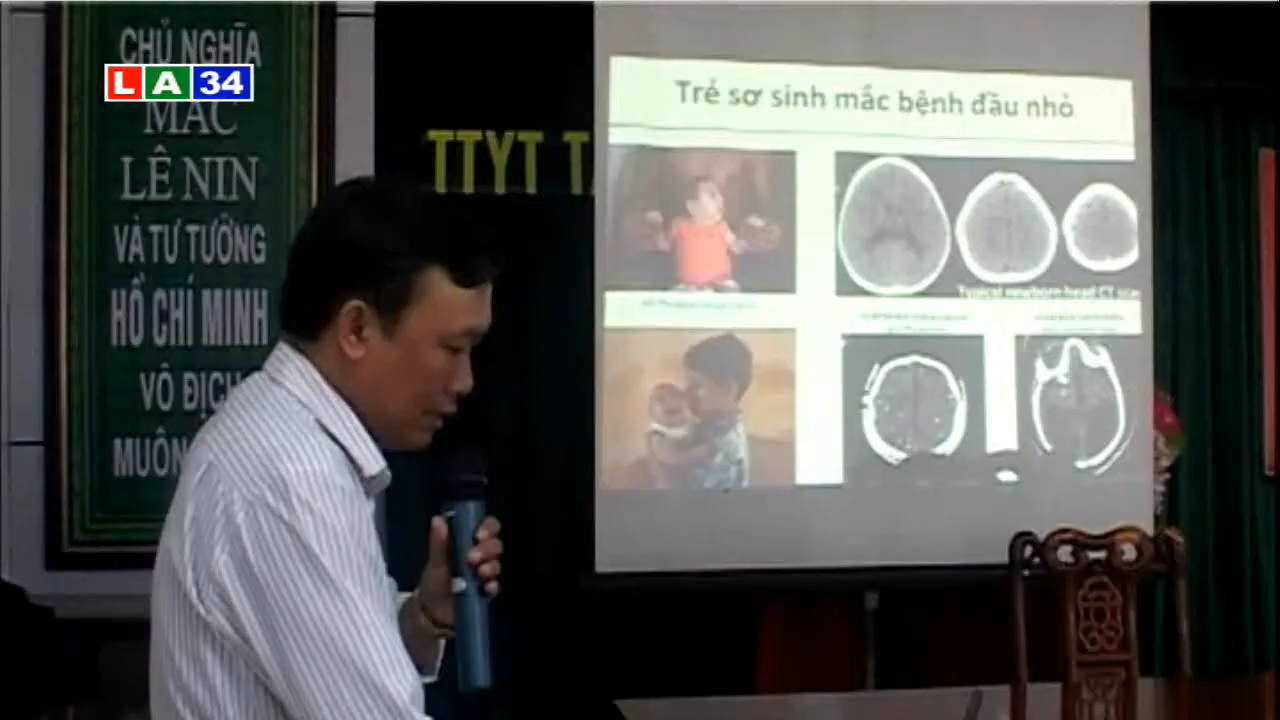 CHỦ NGHĨA
MÁC
LÊ NIN
VÀ TƯ TƯỞNG
HỒ CHÍ MINH
VÔ ĐỊCH
MUÔN
LA34
TTYT
Trẻ sơ sinh mắc bệnh đầu nhỏ
Typical newborn head CT scan